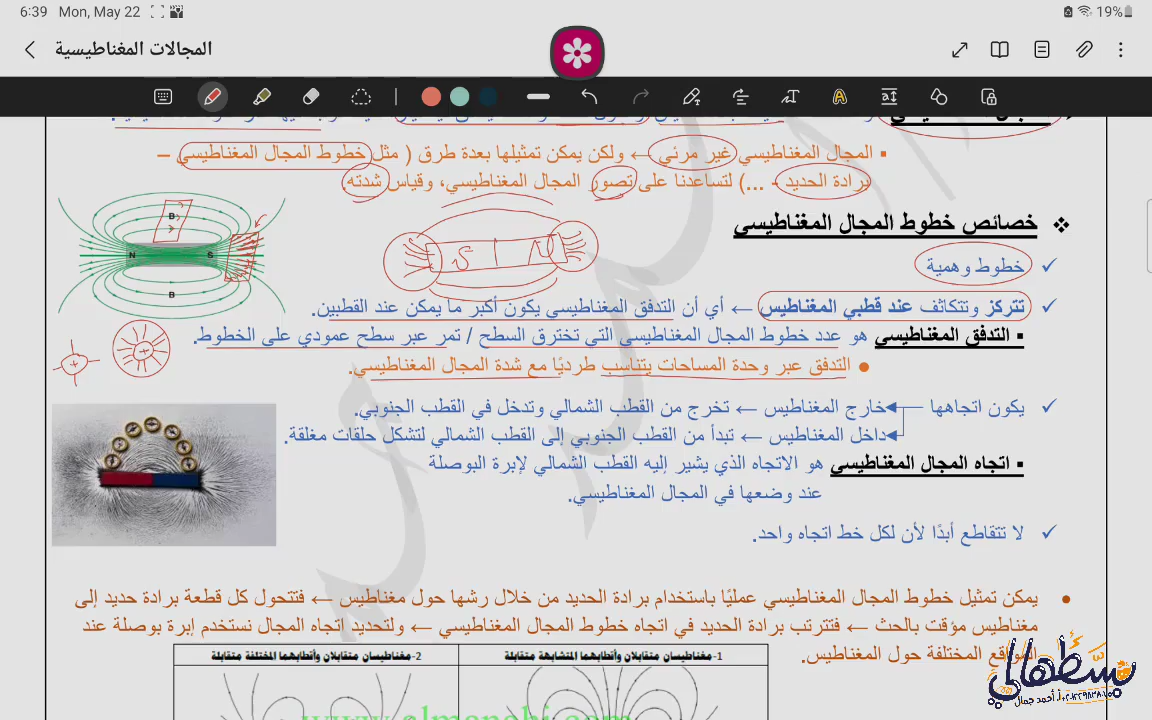 6:39 Mon, May 22
19%
المجالات المغناطيسية
▪ المجال المغناطيسي غير مرئي ← ولكن يمكن تمثيلها بعدة طرق ( مثل خطوط المجال المغناطيسي –
برادة الحديد - ...) لتساعدنا على تصور المجال المغناطيسي، وقياس شدته.
❖ خصائص خطوط المجال المغناطيسي
✓ خطوط وهمية
✓ تتركز وتتكاثف عند قطبي المغناطيس ← أي أن التدفق المغناطيسي يكون أكبر ما يمكن عند القطبين.
▪ التدفق المغناطيسي هو عدد خطوط المجال المغناطيسي التي تخترق السطح / تمر عبر سطح عمودي على الخطوط.
● التدفق عبر وحدة المساحات يتناسب طرديًا مع شدة المجال المغناطيسي.
✓ يكون اتجاهها خارج المغناطيس ← تخرج من القطب الشمالي وتدخل في القطب الجنوبي.
داخل المغناطيس ← تبدأ من القطب الجنوبي إلى القطب الشمالي لتشكل حلقات مغلقة.
▪ اتجاه المجال المغناطيسي هو الاتجاه الذي يشير إليه القطب الشمالي لإبرة البوصلة
عند وضعها في المجال المغناطيسي.
✓ لا تتقاطع أبدًا لأن لكل خط اتجاه واحد.
B
N S
B
S N
● يمكن تمثيل خطوط المجال المغناطيسي عمليًا باستخدام برادة الحديد من خلال رشها حول مغناطيس ← فتتحول كل قطعة برادة حديد إلى
مغناطيس مؤقت بالحث ← فتترتب برادة الحديد في اتجاه خطوط المجال المغناطيسي ← ولتحديد اتجاه المجال نستخدم إبرة بوصلة عند
المواقع المختلفة حول المغناطيس.
1-مغناطيسان متقابلان وأقطابهما المتشابهة متقابلة
2-مغناطيسان متقابلان وأقطابهما المختلفة متقابلة
بسطهالي
أ. أحمد جمال